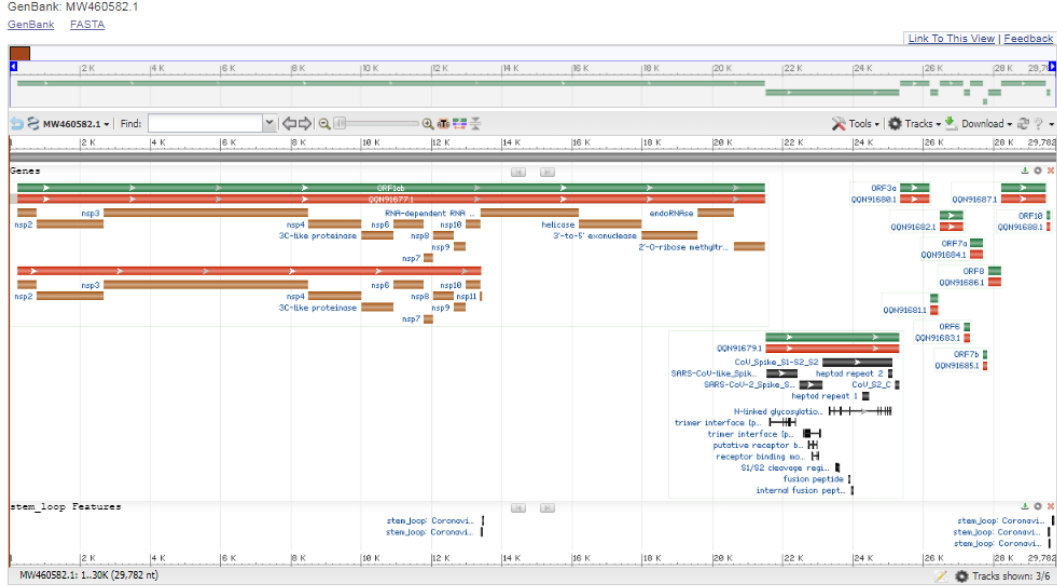 GenBank: MW460582.1
GenBank FASTA
Link To This View | Feedback
2 K 4 K 6 K 8 K 10 K 12 K 14 K 16 K 18 K 20 K 22 K 24 K 26 K 28 K 29,7
MW460582.1 Find: Tools Tracks Download ?
2 K 4 K 6 K 8 K 10 K 12 K 14 K 16 K 18 K 20 K 22 K 24 K 26 K 28 K 29,782
Genes
ORF1ab ORF3a
QQN91677.1 QQN91680.1 QQN91687.1
nsp3 RNA-dependent RNA ... endoRNAse ORF10
nsp2 nsp4 nsp6 nsp10 helicase QQN91682.1 QQN91688.1
3C-like proteinase nsp8 3'-to-5' exonuclease
nsp9 2'-O-ribose methyltr... ORF7a
nsp7 QQN91684.1
ORF8
nsp3 nsp6 nsp10 QQN91686.1
nsp2 nsp4 nsp8 nsp11
3C-like proteinase nsp9 QQN91681.1
nsp7 ORF6
QQN91683.1
QQN91679.1 ORF7b
CoV_Spike_S1-S2_S2 QQN91685.1
SARS-CoV-like_Spik... heptad repeat 2
SARS-CoV-2_Spike_S... CoV_S2_C
heptad repeat 1
N-linked glycosylatio...
trimer interface [p...
trimer interface [p...
putative receptor b...
receptor binding mo...
S1/S2 cleavage regi...
fusion peptide
internal fusion pept...
stem_loop Features
stem_loop: Coronavi... stem_loop: Coronavi...
stem_loop: Coronavi... stem_loop: Coronavi...
stem_loop: Coronavi...
2 K 4 K 6 K 8 K 10 K 12 K 14 K 16 K 18 K 20 K 22 K 24 K 26 K 28 K 29,782
MW460582.1: 1..30K (29,782 nt) Tracks shown: 3/6